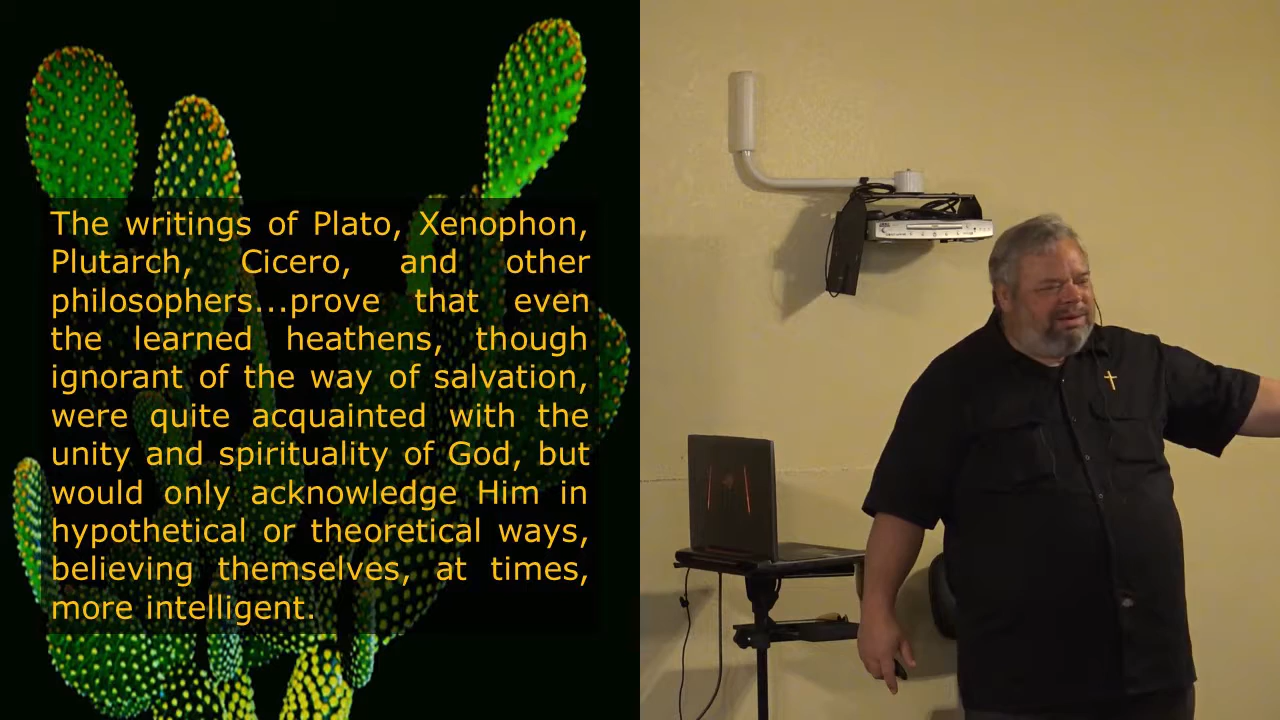 The writings of Plato, Xenophon,
Plutarch, Cicero, and other
philosophers...prove that even
the learned heathens, though
ignorant of the way of salvation,
were quite acquainted with the
unity and spirituality of God, but
would only acknowledge Him in
hypothetical or theoretical ways,
believing themselves, at times,
more intelligent.